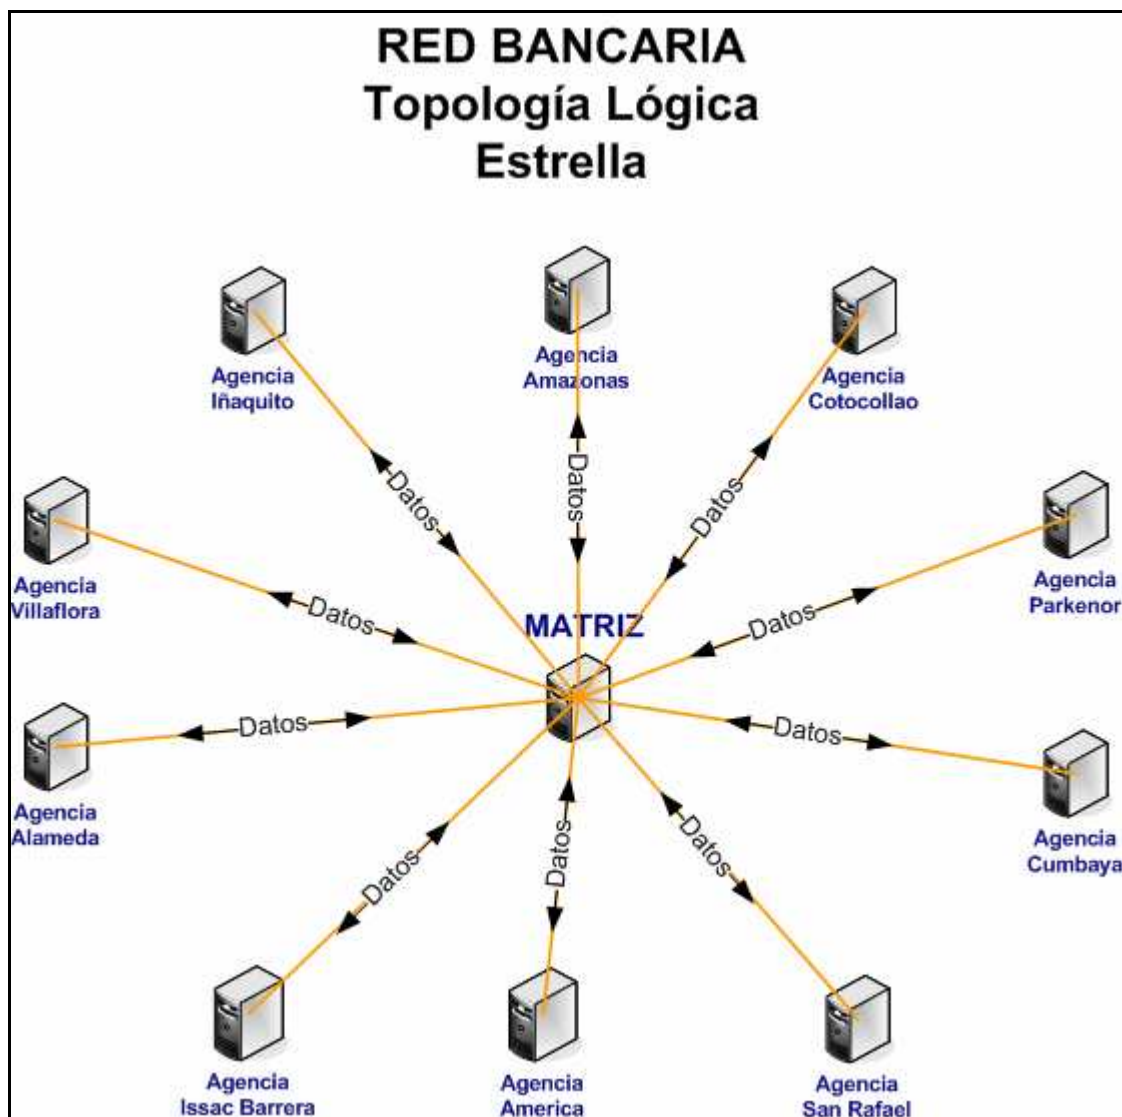 RED BANCARIA
Topología Lógica
Estrella
Agencia
Iñaquito
Agencia
Amazonas
Agencia
Cotocollao
Datos
Datos
Datos
Agencia
Villaflora
Agencia
Parkenor
Datos
MATRIZ
Datos
Agencia
Alameda
Datos
Datos
Agencia
Cumbaya
Datos
Datos
Datos
Agencia
Issac Barrera
Agencia
America
Agencia
San Rafael